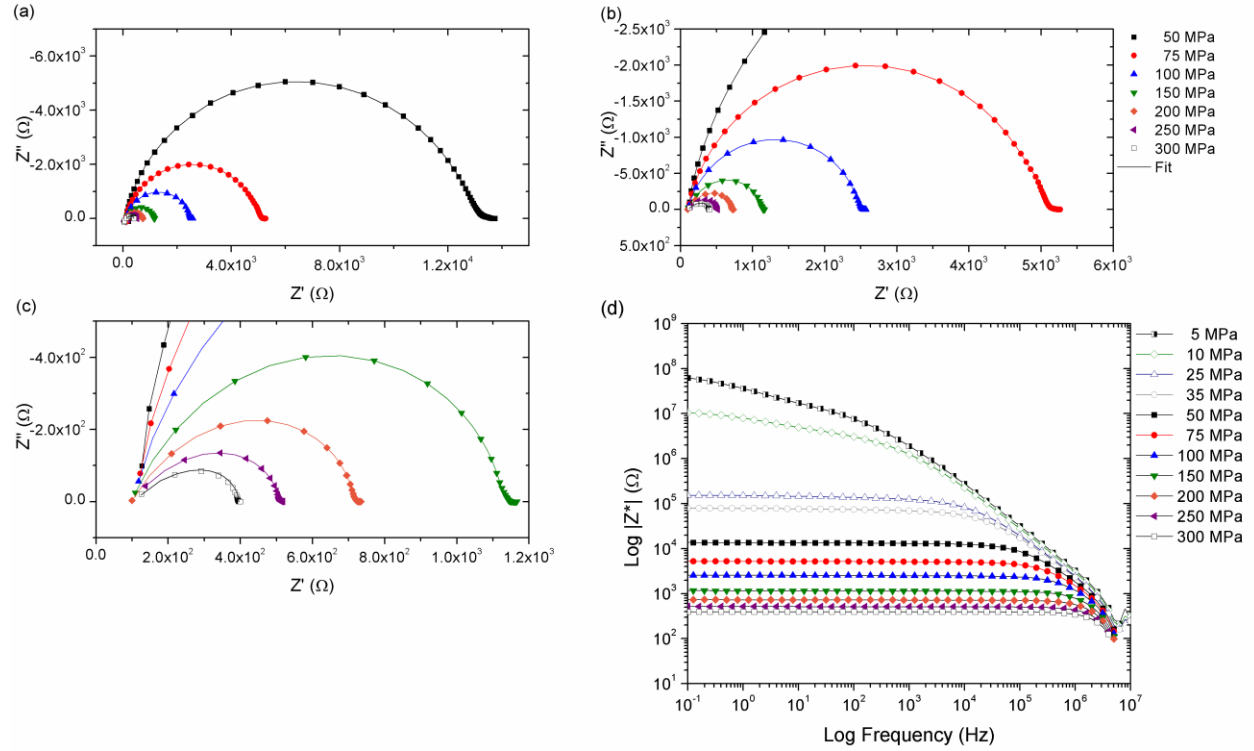 (a)
-6.0x10³
-4.0x10³
-2.0x10³
0.0
Z'' (Ω)
0.0 4.0x10³ 8.0x10³ 1.2x10⁴
Z' (Ω)
(b)
-2.5x10³
-2.0x10³
-1.5x10³
-1.0x10³
-5.0x10²
0.0
5.0x10²
Z'' (Ω)
0 1x10³ 2x10³ 3x10³ 4x10³ 5x10³ 6x10³
Z' (Ω)
50 MPa
75 MPa
100 MPa
150 MPa
200 MPa
250 MPa
300 MPa
Fit
(c)
-4.0x10²
-2.0x10²
0.0
Z'' (Ω)
0.0 2.0x10² 4.0x10² 6.0x10² 8.0x10² 1.0x10³ 1.2x10³
Z' (Ω)
(d)
10⁹
10⁸
10⁷
10⁶
10⁵
10⁴
10³
10²
10¹
Log |Z*| (Ω)
10⁻¹ 10⁰ 10¹ 10² 10³ 10⁴ 10⁵ 10⁶ 10⁷
Log Frequency (Hz)
5 MPa
10 MPa
25 MPa
35 MPa
50 MPa
75 MPa
100 MPa
150 MPa
200 MPa
250 MPa
300 MPa